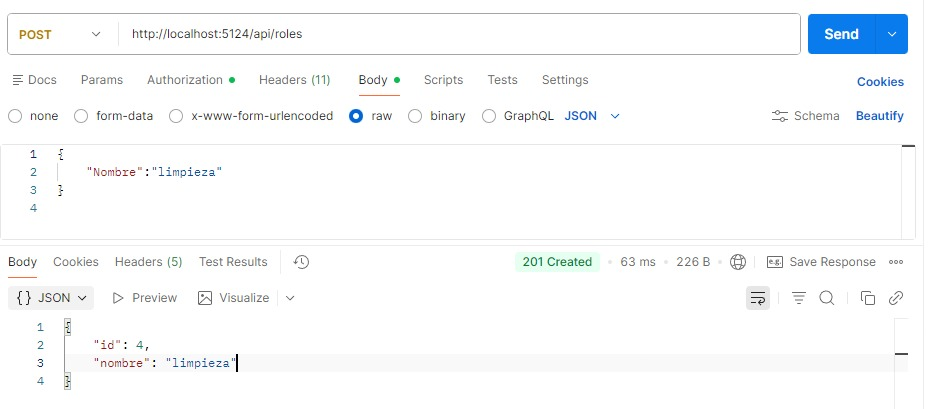 POST http://localhost:5124/api/roles Send
Docs Params Authorization Headers (11) Body Scripts Tests Settings Cookies
none form-data x-www-form-urlencoded raw binary GraphQL JSON Schema Beautify
1 {
2 "Nombre":"limpieza"
3 }
4
Body Cookies Headers (5) Test Results 201 Created • 63 ms • 226 B • e.g. Save Response
{} JSON Preview Visualize
1 {
2 "id": 4,
3 "nombre": "limpieza"
4 }